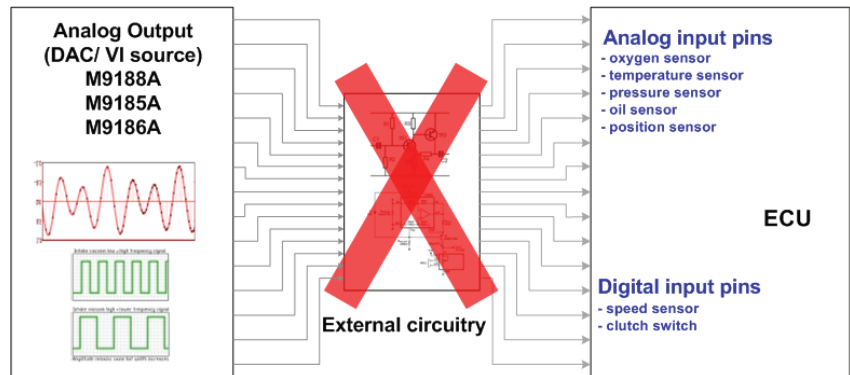 Analog Output
(DAC/ VI source)
M9188A
M9185A
M9186A
External circuitry
Analog input pins
- oxygen sensor
- temperature sensor
- pressure sensor
- oil sensor
- position sensor
ECU
Digital input pins
- speed sensor
- clutch switch